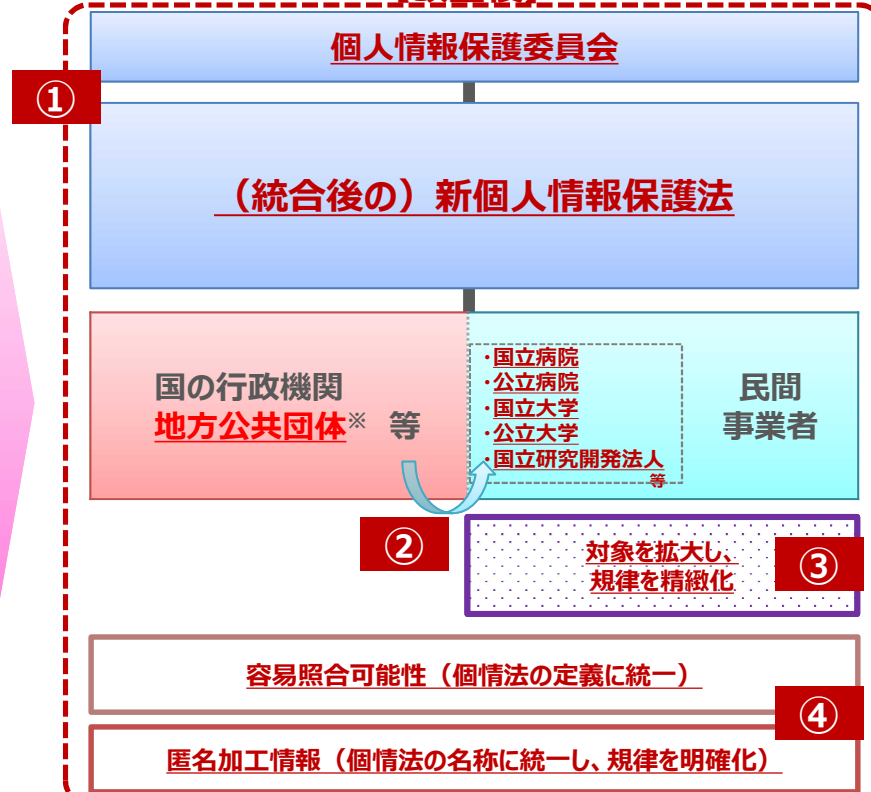 個人情報保護委員会
①
（統合後の）新個人情報保護法
国の行政機関
地方公共団体※ 等
・国立病院
・公立病院
・国立大学
・公立大学
・国立研究開発法人
等
民間
事業者
②
対象を拡大し、
規律を精緻化
③
容易照合可能性（個情法の定義に統一）
④
匿名加工情報（個情法の名称に統一し、規律を明確化）